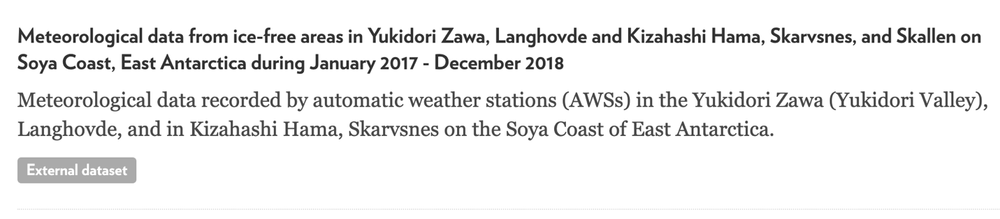 Meteorological data from ice-free areas in Yukidori Zawa, Langhovde and Kizahashi Hama, Skarvsnes, and Skallen on
Soya Coast, East Antarctica during January 2017 - December 2018
Meteorological data recorded by automatic weather stations (AWSs) in the Yukidori Zawa (Yukidori Valley),
Langhovde, and in Kizahashi Hama, Skarvsnes on the Soya Coast of East Antarctica.
External dataset